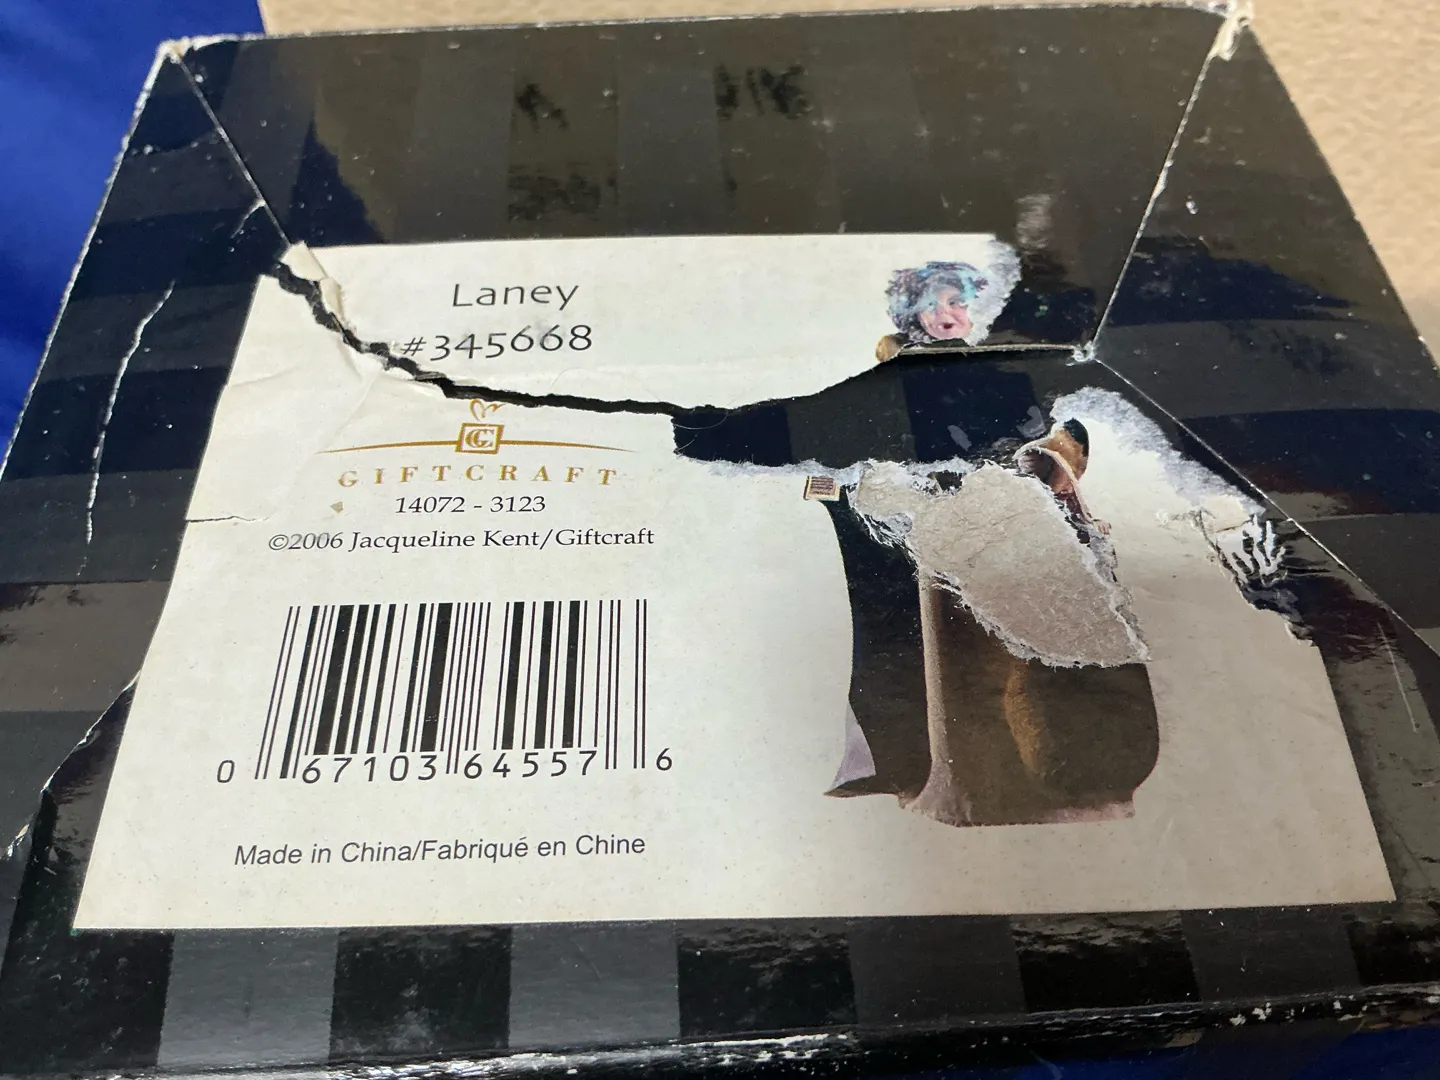 Laney
#345668
GC
GIFTCRAFT
14072 - 3123
©2006 Jacqueline Kent/Giftcraft
0 67103 64557 6
Made in China/Fabriqué en Chine